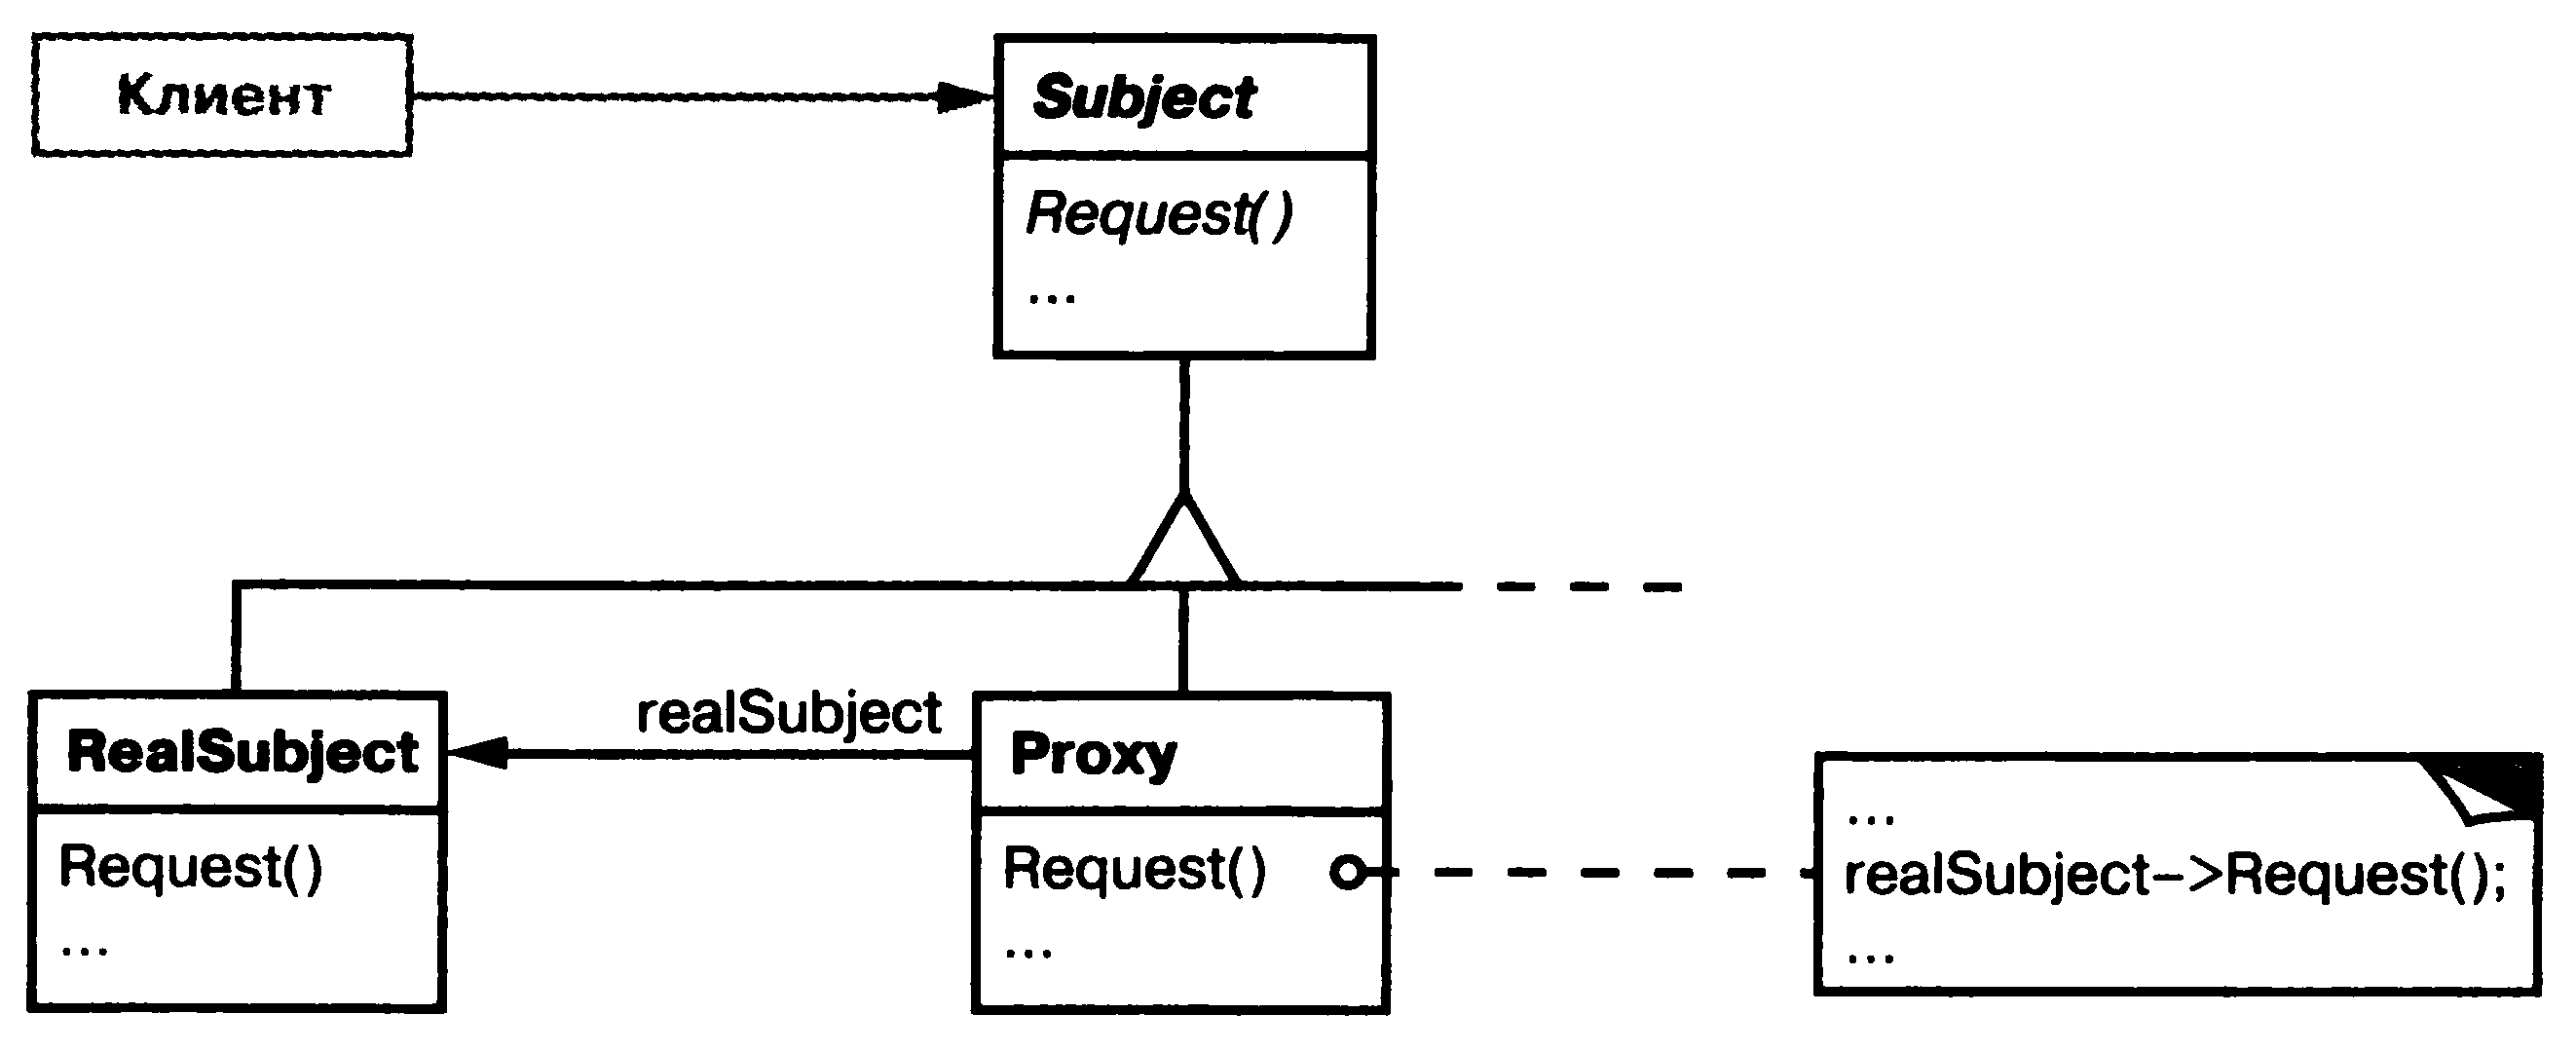 Клиент
Subject
Request()
...
realSubject
RealSubject
Request()
...
Proxy
Request()
...
...
realSubject->Request();
...